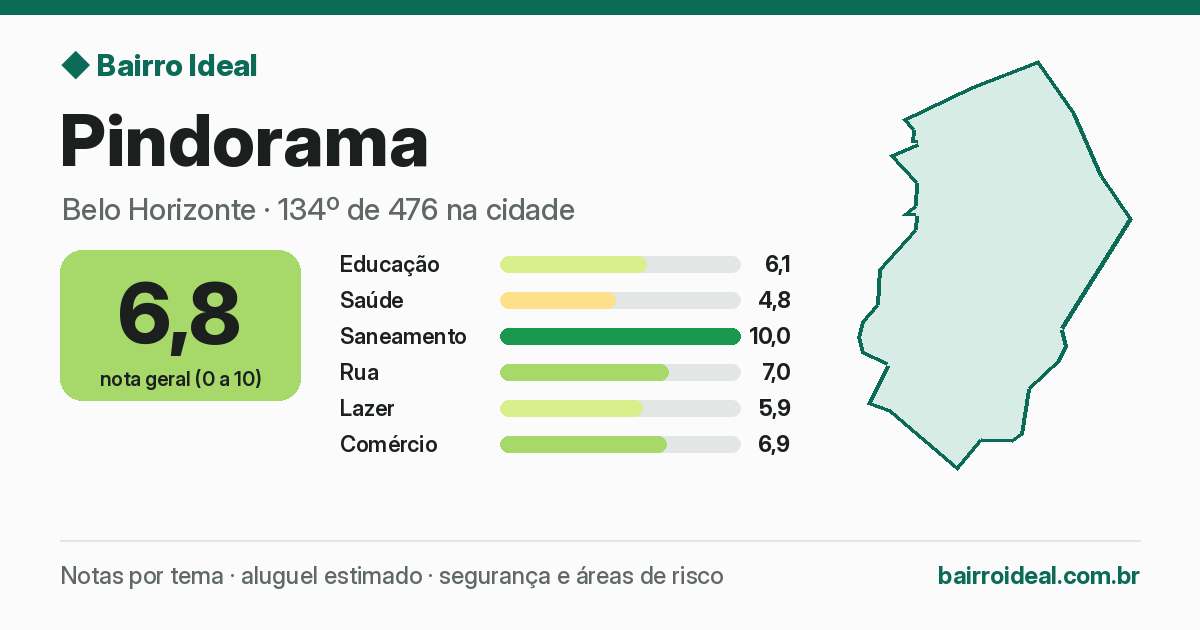 Bairro Ideal
Pindorama
Belo Horizonte · 134º de 476 na cidade
6,8
nota geral (0 a 10)
Educação 6,1
Saúde 4,8
Saneamento 10,0
Rua 7,0
Lazer 5,9
Comércio 6,9
Notas por tema · aluguel estimado · segurança e áreas de risco
bairroideal.com.br